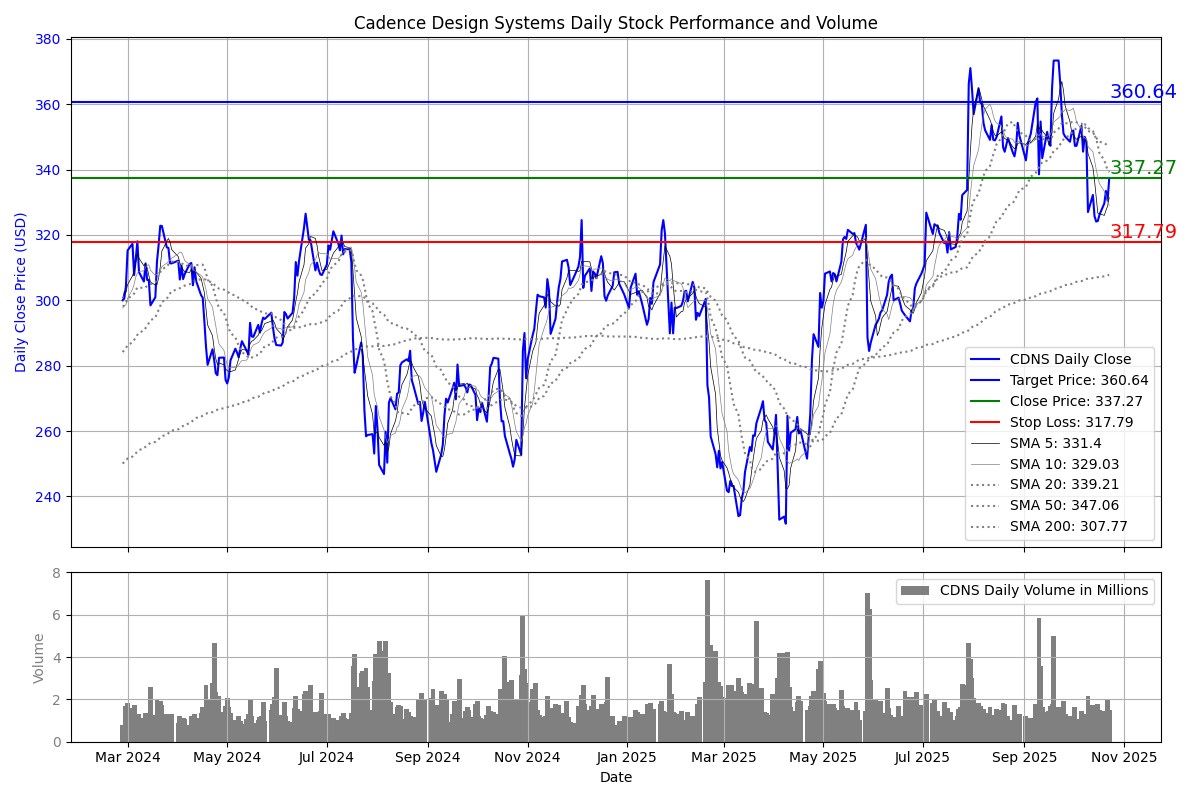 Cadence Design Systems Daily Stock Performance and Volume
Daily Close Price (USD)
380
360
340
320
300
280
260
240
360.64
337.27
317.79
CDNS Daily Close
Target Price: 360.64
Close Price: 337.27
Stop Loss: 317.79
SMA 5: 331.4
SMA 10: 329.03
SMA 20: 339.21
SMA 50: 347.06
SMA 200: 307.77
Volume
8
6
4
2
0
CDNS Daily Volume in Millions
Mar 2024 May 2024 Jul 2024 Sep 2024 Nov 2024 Jan 2025 Mar 2025 May 2025 Jul 2025 Sep 2025 Nov 2025
Date